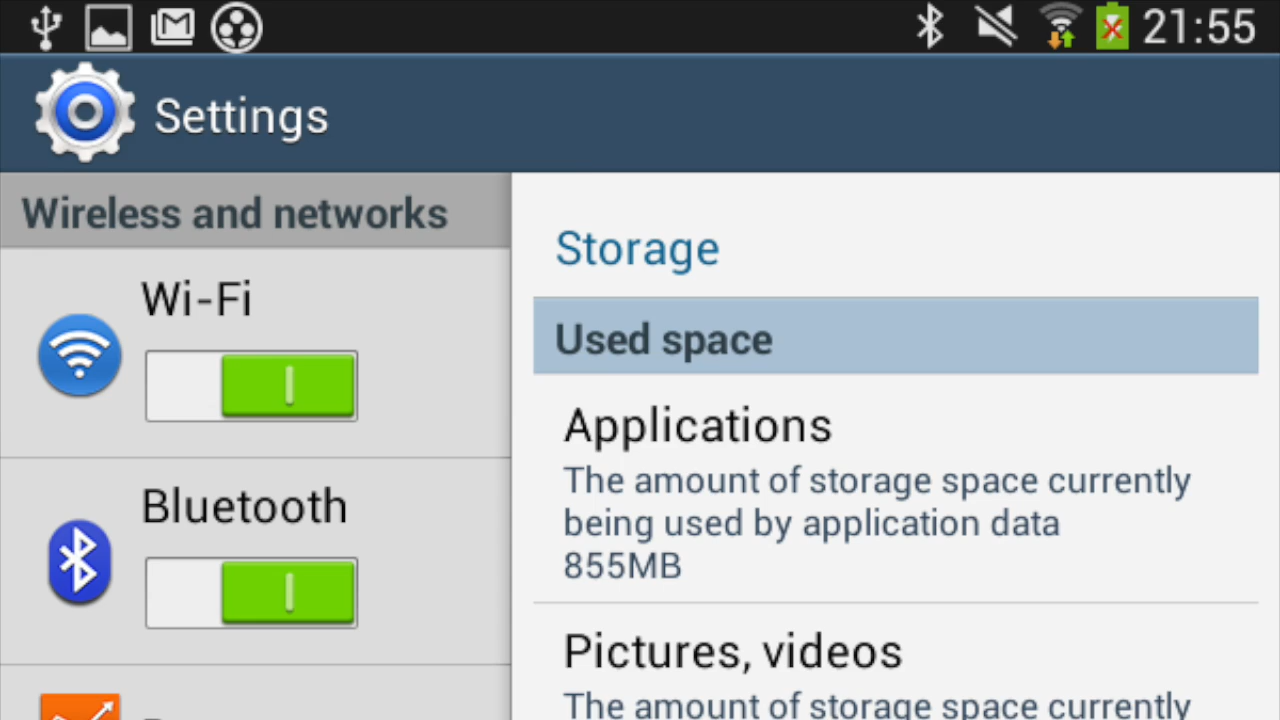 21:55
Settings
Wireless and networks
Wi-Fi
Bluetooth
Storage
Used space
Applications
The amount of storage space currently
being used by application data
855MB
Pictures, videos
The amount of storage space currently